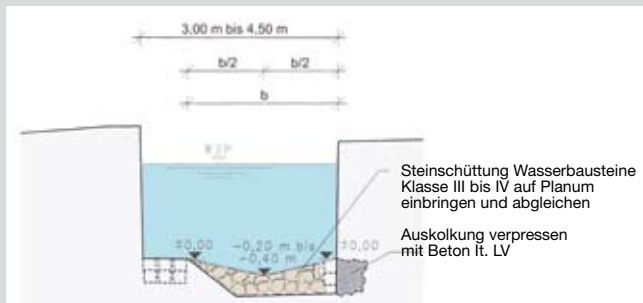 3.00 m bis 4.50 m
b/2 b/2
b
Steinschüttung Wasserbausteine
Klasse III bis IV auf Planum
einbringen und abgleichen
±0,00 -0,20 m bis ±0,00
-0,40 m
Auskolkung verpressen
mit Beton lt. LV